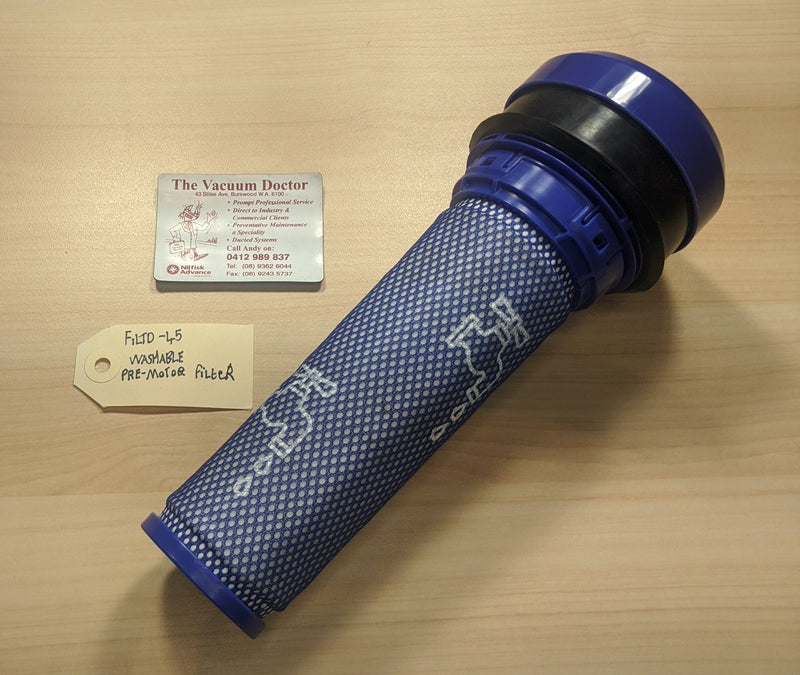 The Vacuum Doctor
43 Stiles Ave, Burswood W.A. 6100
• Prompt Professional Service
• Direct to Industry &
Commercial Clients
• Preventative Maintenance
a Speciality
• Ducted Systems
Call Andy on:
0412 989 837
Tel: (08) 9362 6044
Fax: (08) 9243 5737
Nilfisk
Advance
FILTD-45
WASHABLE
PRE-MOTOR FILTER